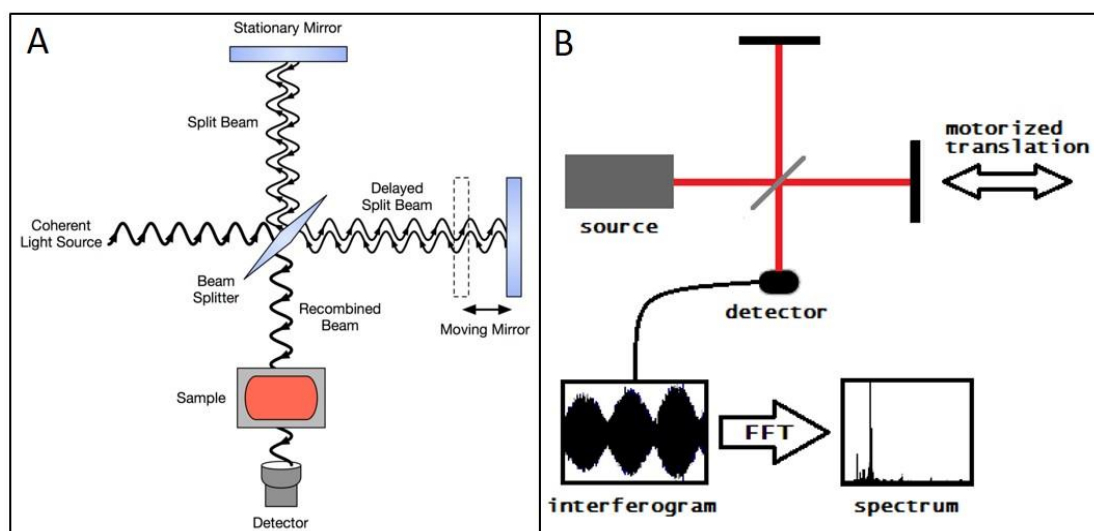 A
Stationary Mirror
Split Beam
Delayed
Split Beam
Coherent
Light Source
Beam
Splitter
Recombined
Beam
Moving Mirror
Sample
Detector
B
motorized
translation
source
detector
FFT
interferogram
spectrum